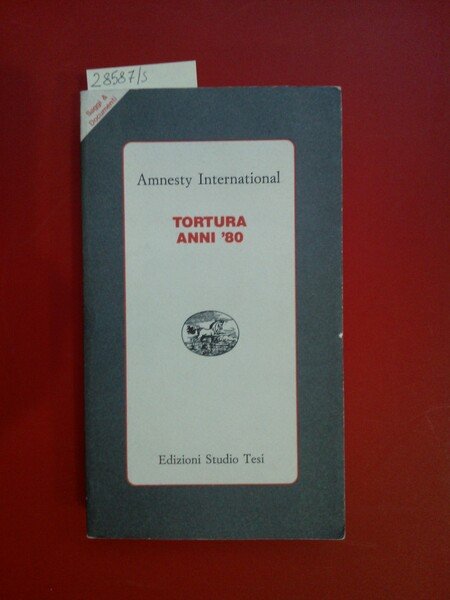 28587/s
Saggi &
Documenti
Amnesty International
TORTURA
ANNI '80
Edizioni Studio Tesi